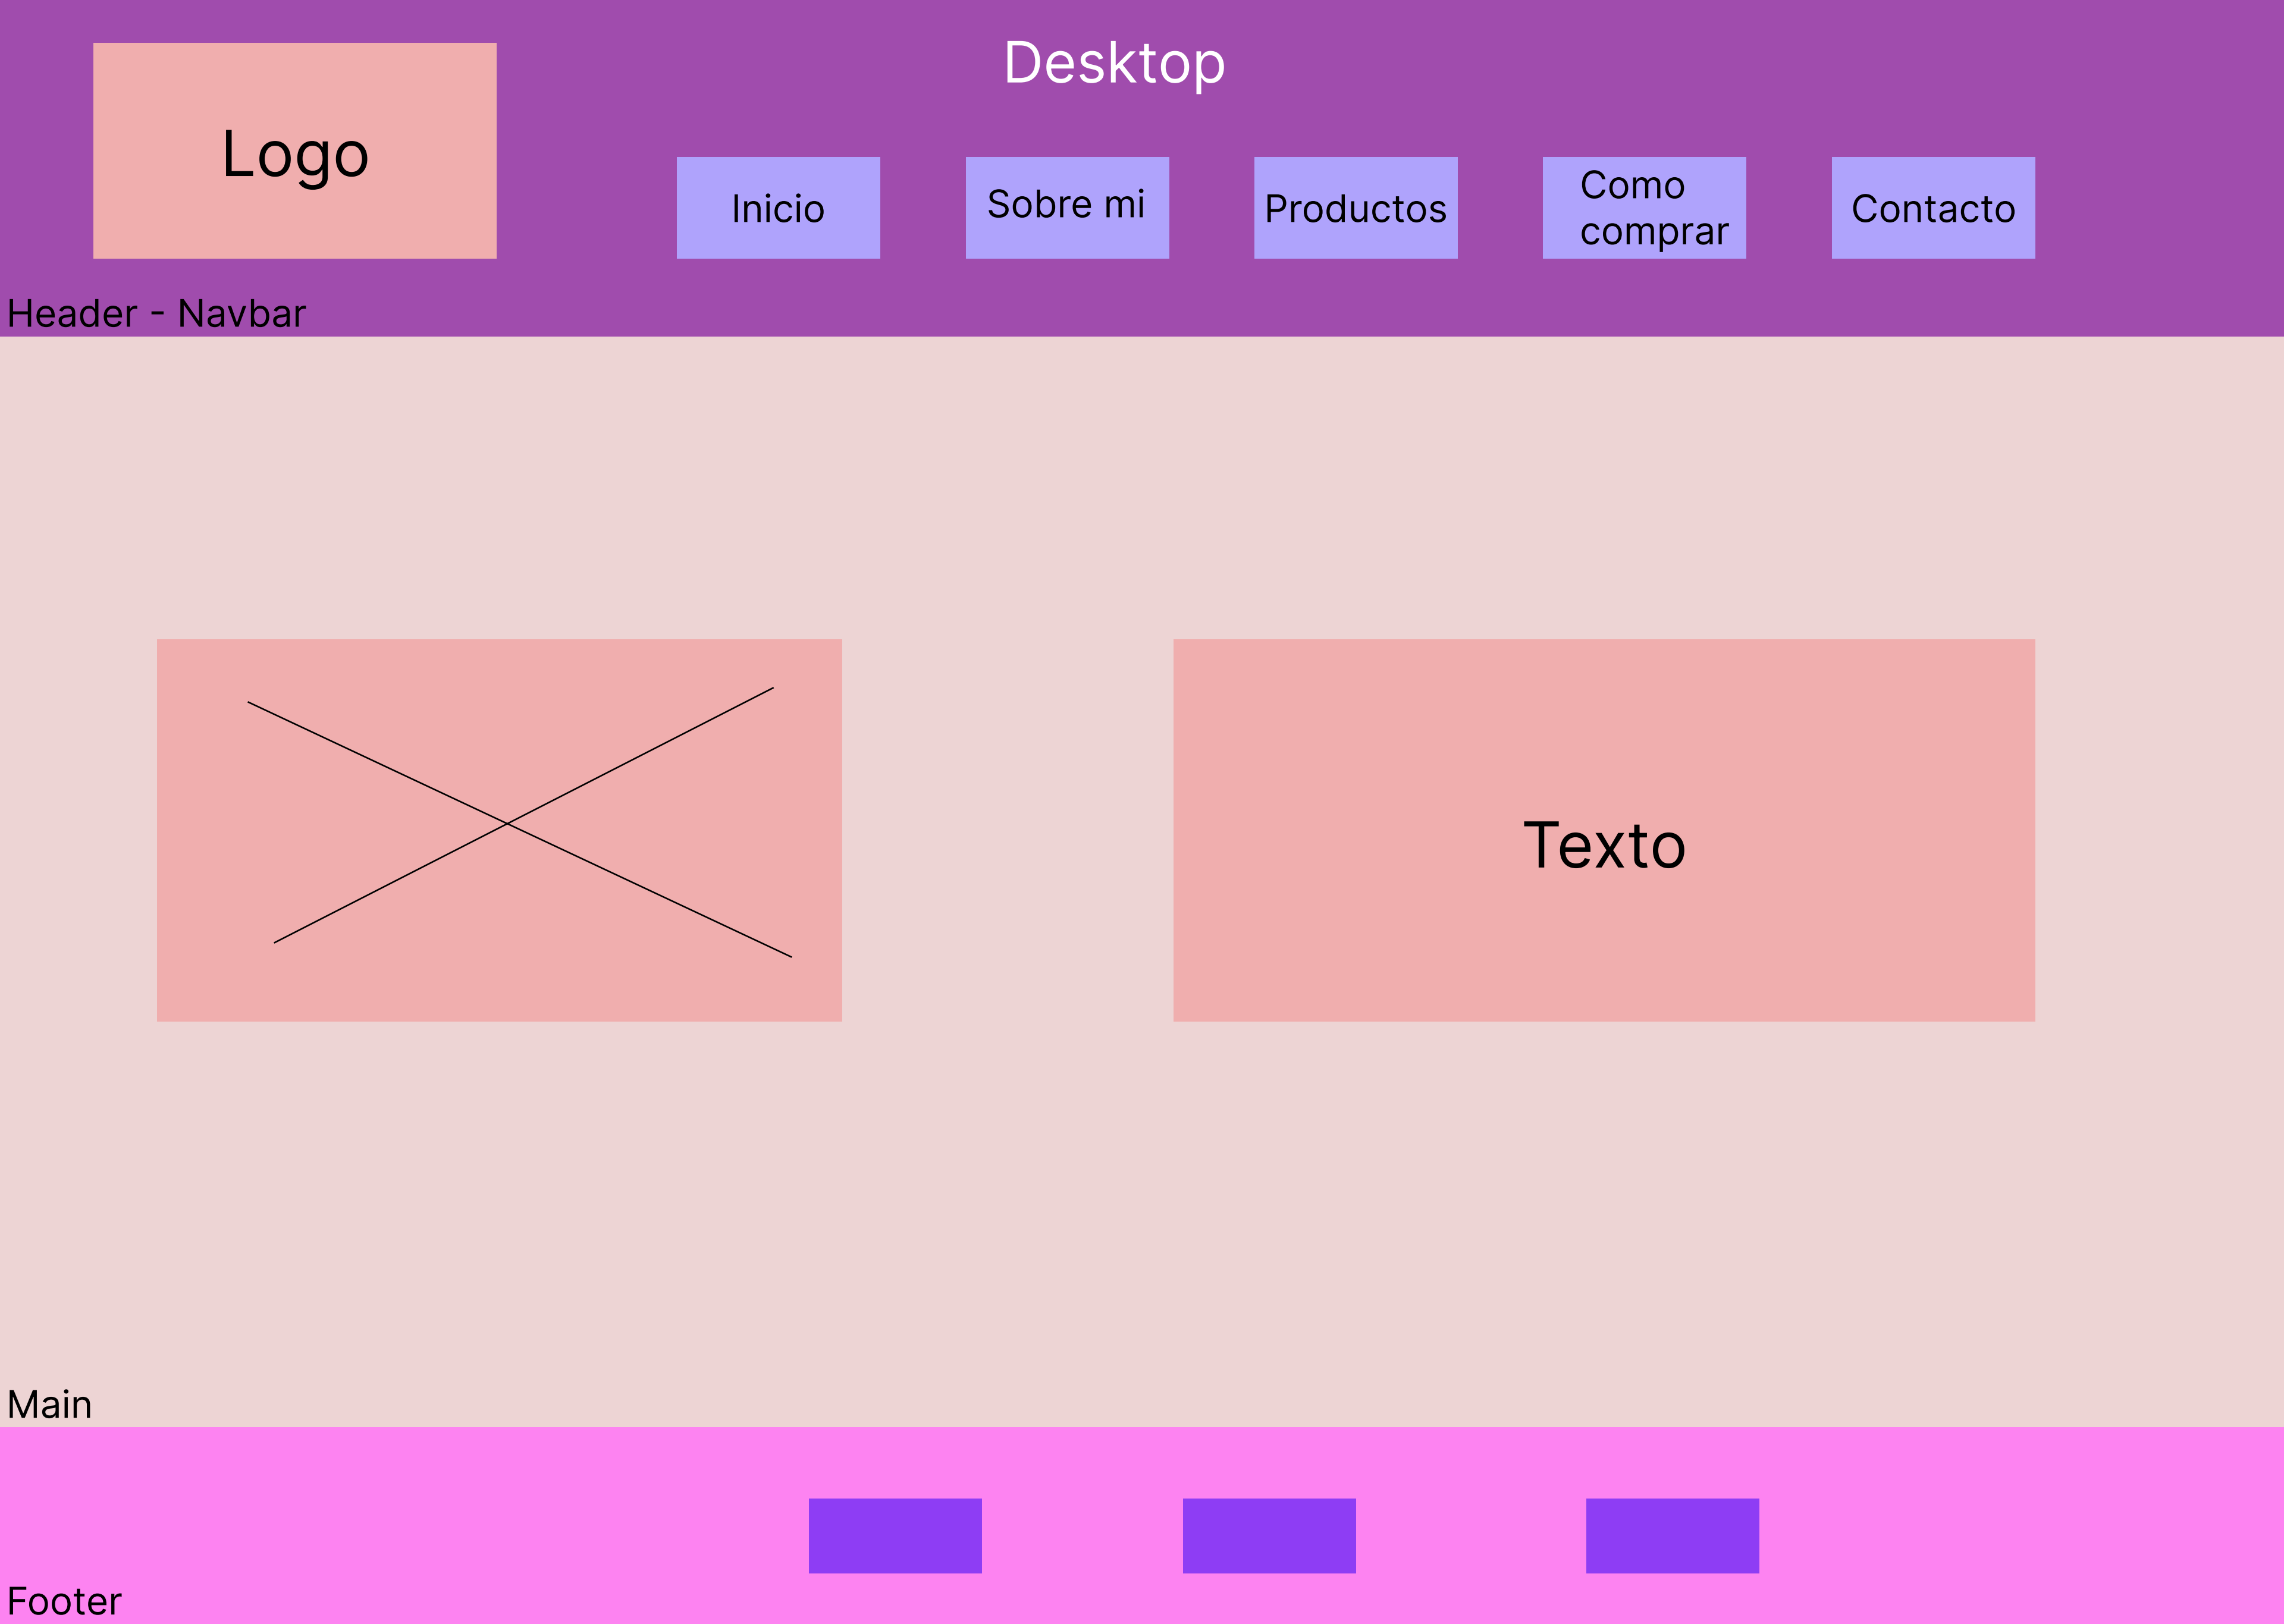 Desktop
Logo
Inicio
Sobre mi
Productos
Como
comprar
Contacto
Header - Navbar
Texto
Main
Footer